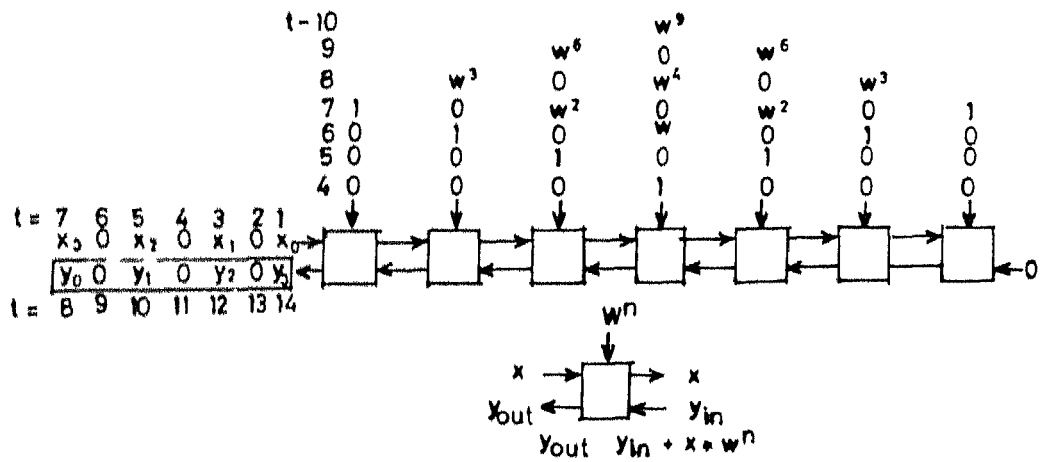 t-10 w⁹
9 w⁶ 0 w⁶
8 w³ 0 w⁴ 0 w³
7 1 0 w² 0 w² 0 1
6 0 1 0 w 0 1 0
5 0 0 1 0 1 0 0
4 0 0 0 1 0 0 0
t= 7 6 5 4 3 2 1
x₃ 0 x₂ 0 x₁ 0 x₀
y₀ 0 y₁ 0 y₂ 0 y₃ 0
t= 8 9 10 11 12 13 14
Wⁿ
x x
yout yin
yout yin + x * wⁿ